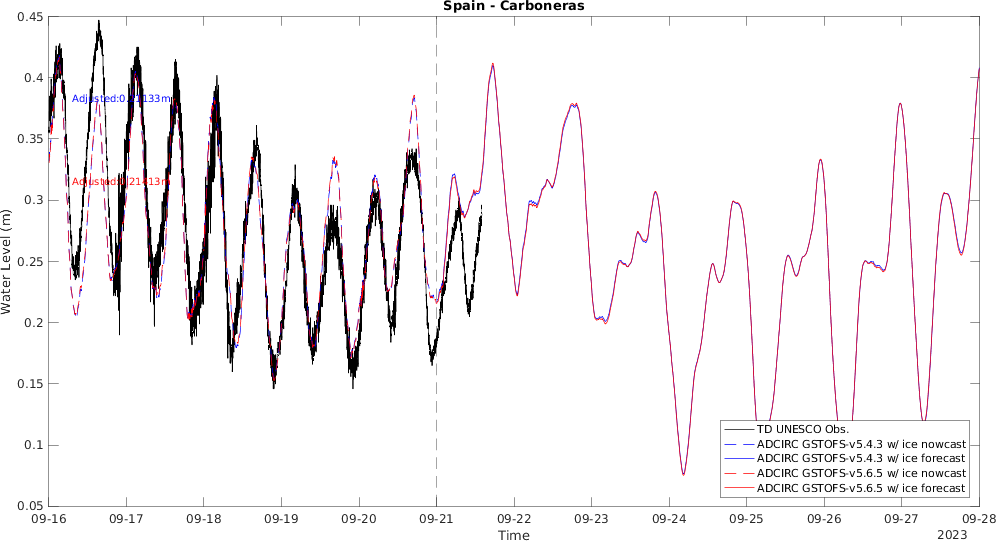 Spain - Carboneras
Water Level (m)
0.45
0.4
0.35
0.3
0.25
0.2
0.15
0.1
0.05
TD UNESCO Obs.
ADCIRC GSTOFS-v5.4.3 w/ ice nowcast
ADCIRC GSTOFS-v5.4.3 w/ ice forecast
ADCIRC GSTOFS-v5.6.5 w/ ice nowcast
ADCIRC GSTOFS-v5.6.5 w/ ice forecast
09-16 09-17 09-18 09-19 09-20 09-21 09-22 09-23 09-24 09-25 09-26 09-27 09-28
Time
2023